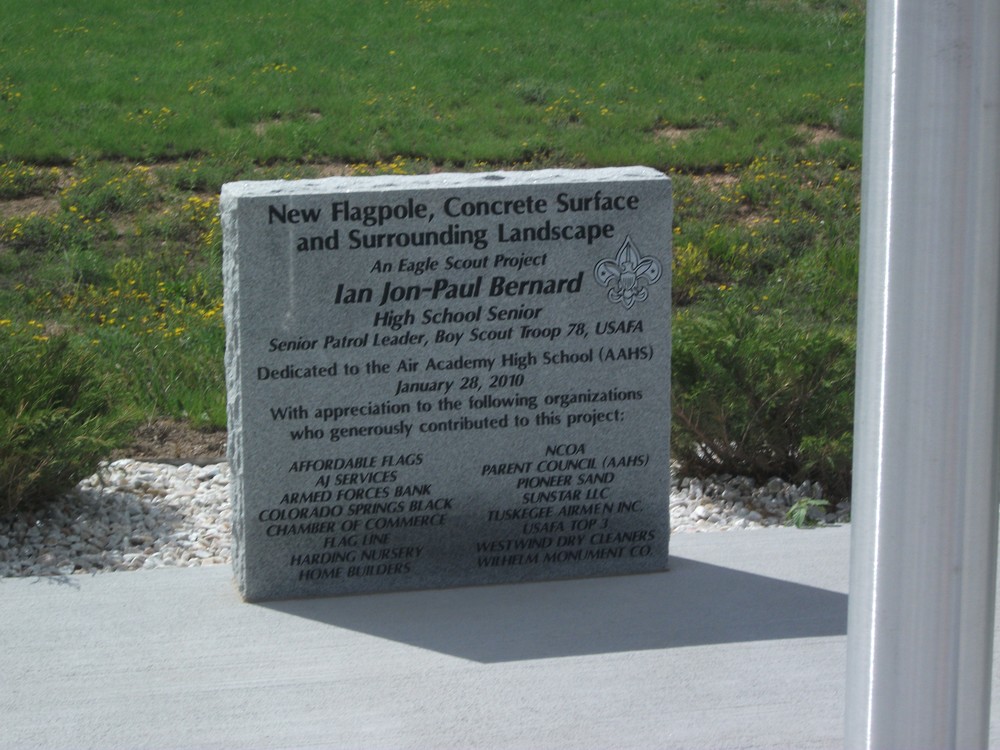 New Flagpole, Concrete Surface
and Surrounding Landscape
An Eagle Scout Project
Ian Jon-Paul Bernard
High School Senior
Senior Patrol Leader, Boy Scout Troop 78, USAFA
Dedicated to the Air Academy High School (AAHS)
January 28, 2010
With appreciation to the following organizations
who generously contributed to this project:
AFFORDABLE FLAGS
AJ SERVICES
ARMED FORCES BANK
COLORADO SPRINGS BLACK
CHAMBER OF COMMERCE
FLAG LINE
HARDING NURSERY
HOME BUILDERS
NCOA
PARENT COUNCIL (AAHS)
PIONEER SAND
SUNSTAR LLC
TUSKEGEE AIRMEN INC.
USAFA TOP 3
WESTWIND DRY CLEANERS
WILHELM MONUMENT CO.